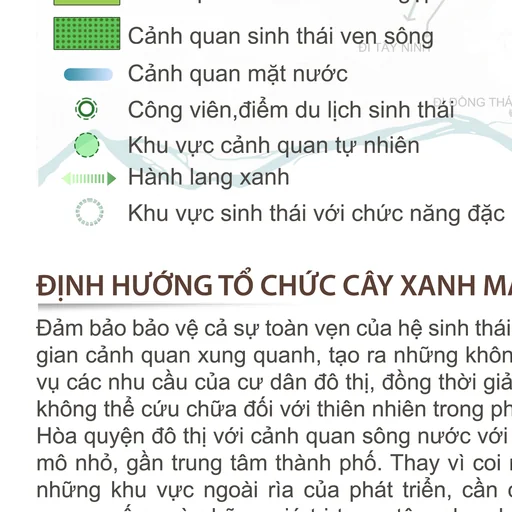 Cảnh quan sinh thái ven sông
ĐI TÂY NINH
Cảnh quan mặt nước
ĐI ĐỒNG THÁ
Công viên,điểm du lịch sinh thái
Khu vực cảnh quan tự nhiên
Hành lang xanh
Khu vực sinh thái với chức năng đặc
ĐỊNH HƯỚNG TỔ CHỨC CÂY XANH MẶ
Đảm bảo bảo vệ cả sự toàn vẹn của hệ sinh thái
gian cảnh quan xung quanh, tạo ra những khôn
vụ các nhu cầu của cư dân đô thị, đồng thời giả
không thể cứu chữa đối với thiên nhiên trong ph
Hòa quyện đô thị với cảnh quan sông nước với
mô nhỏ, gần trung tâm thành phố. Thay vì coi
những khu vực ngoài rìa của phát triển, cần